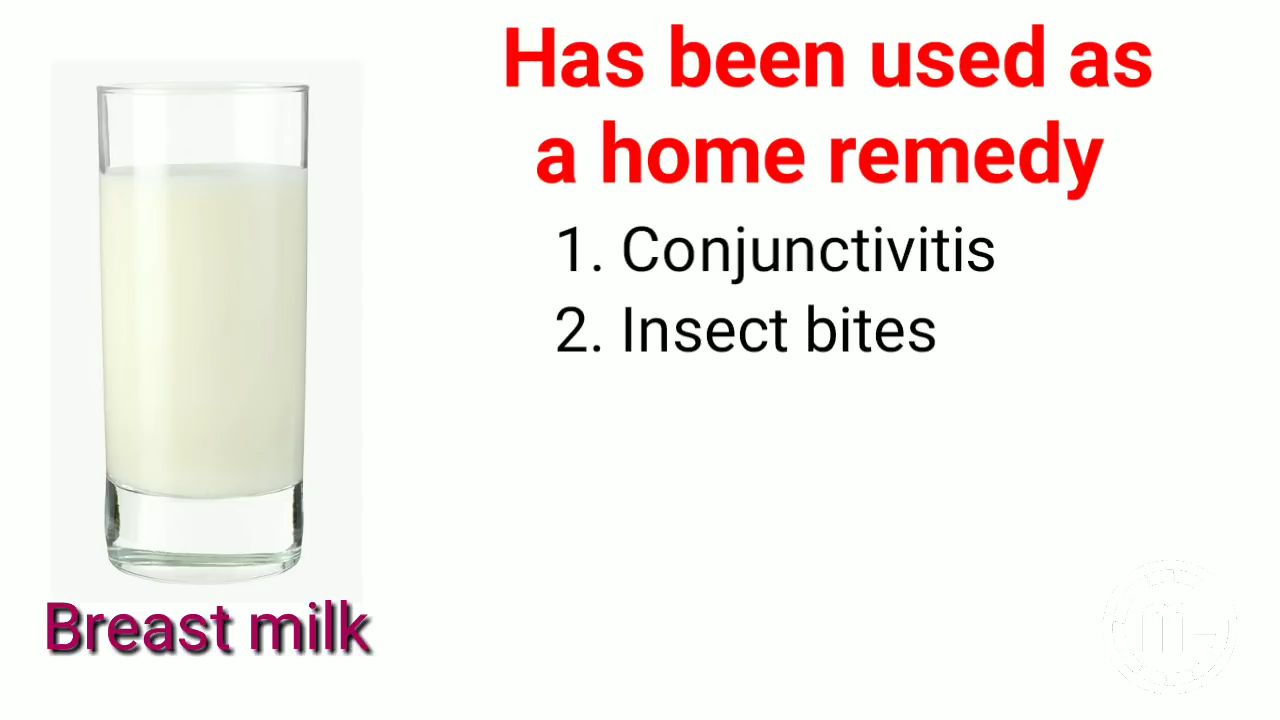 Has been used as
a home remedy
1. Conjunctivitis
2. Insect bites
Breast milk